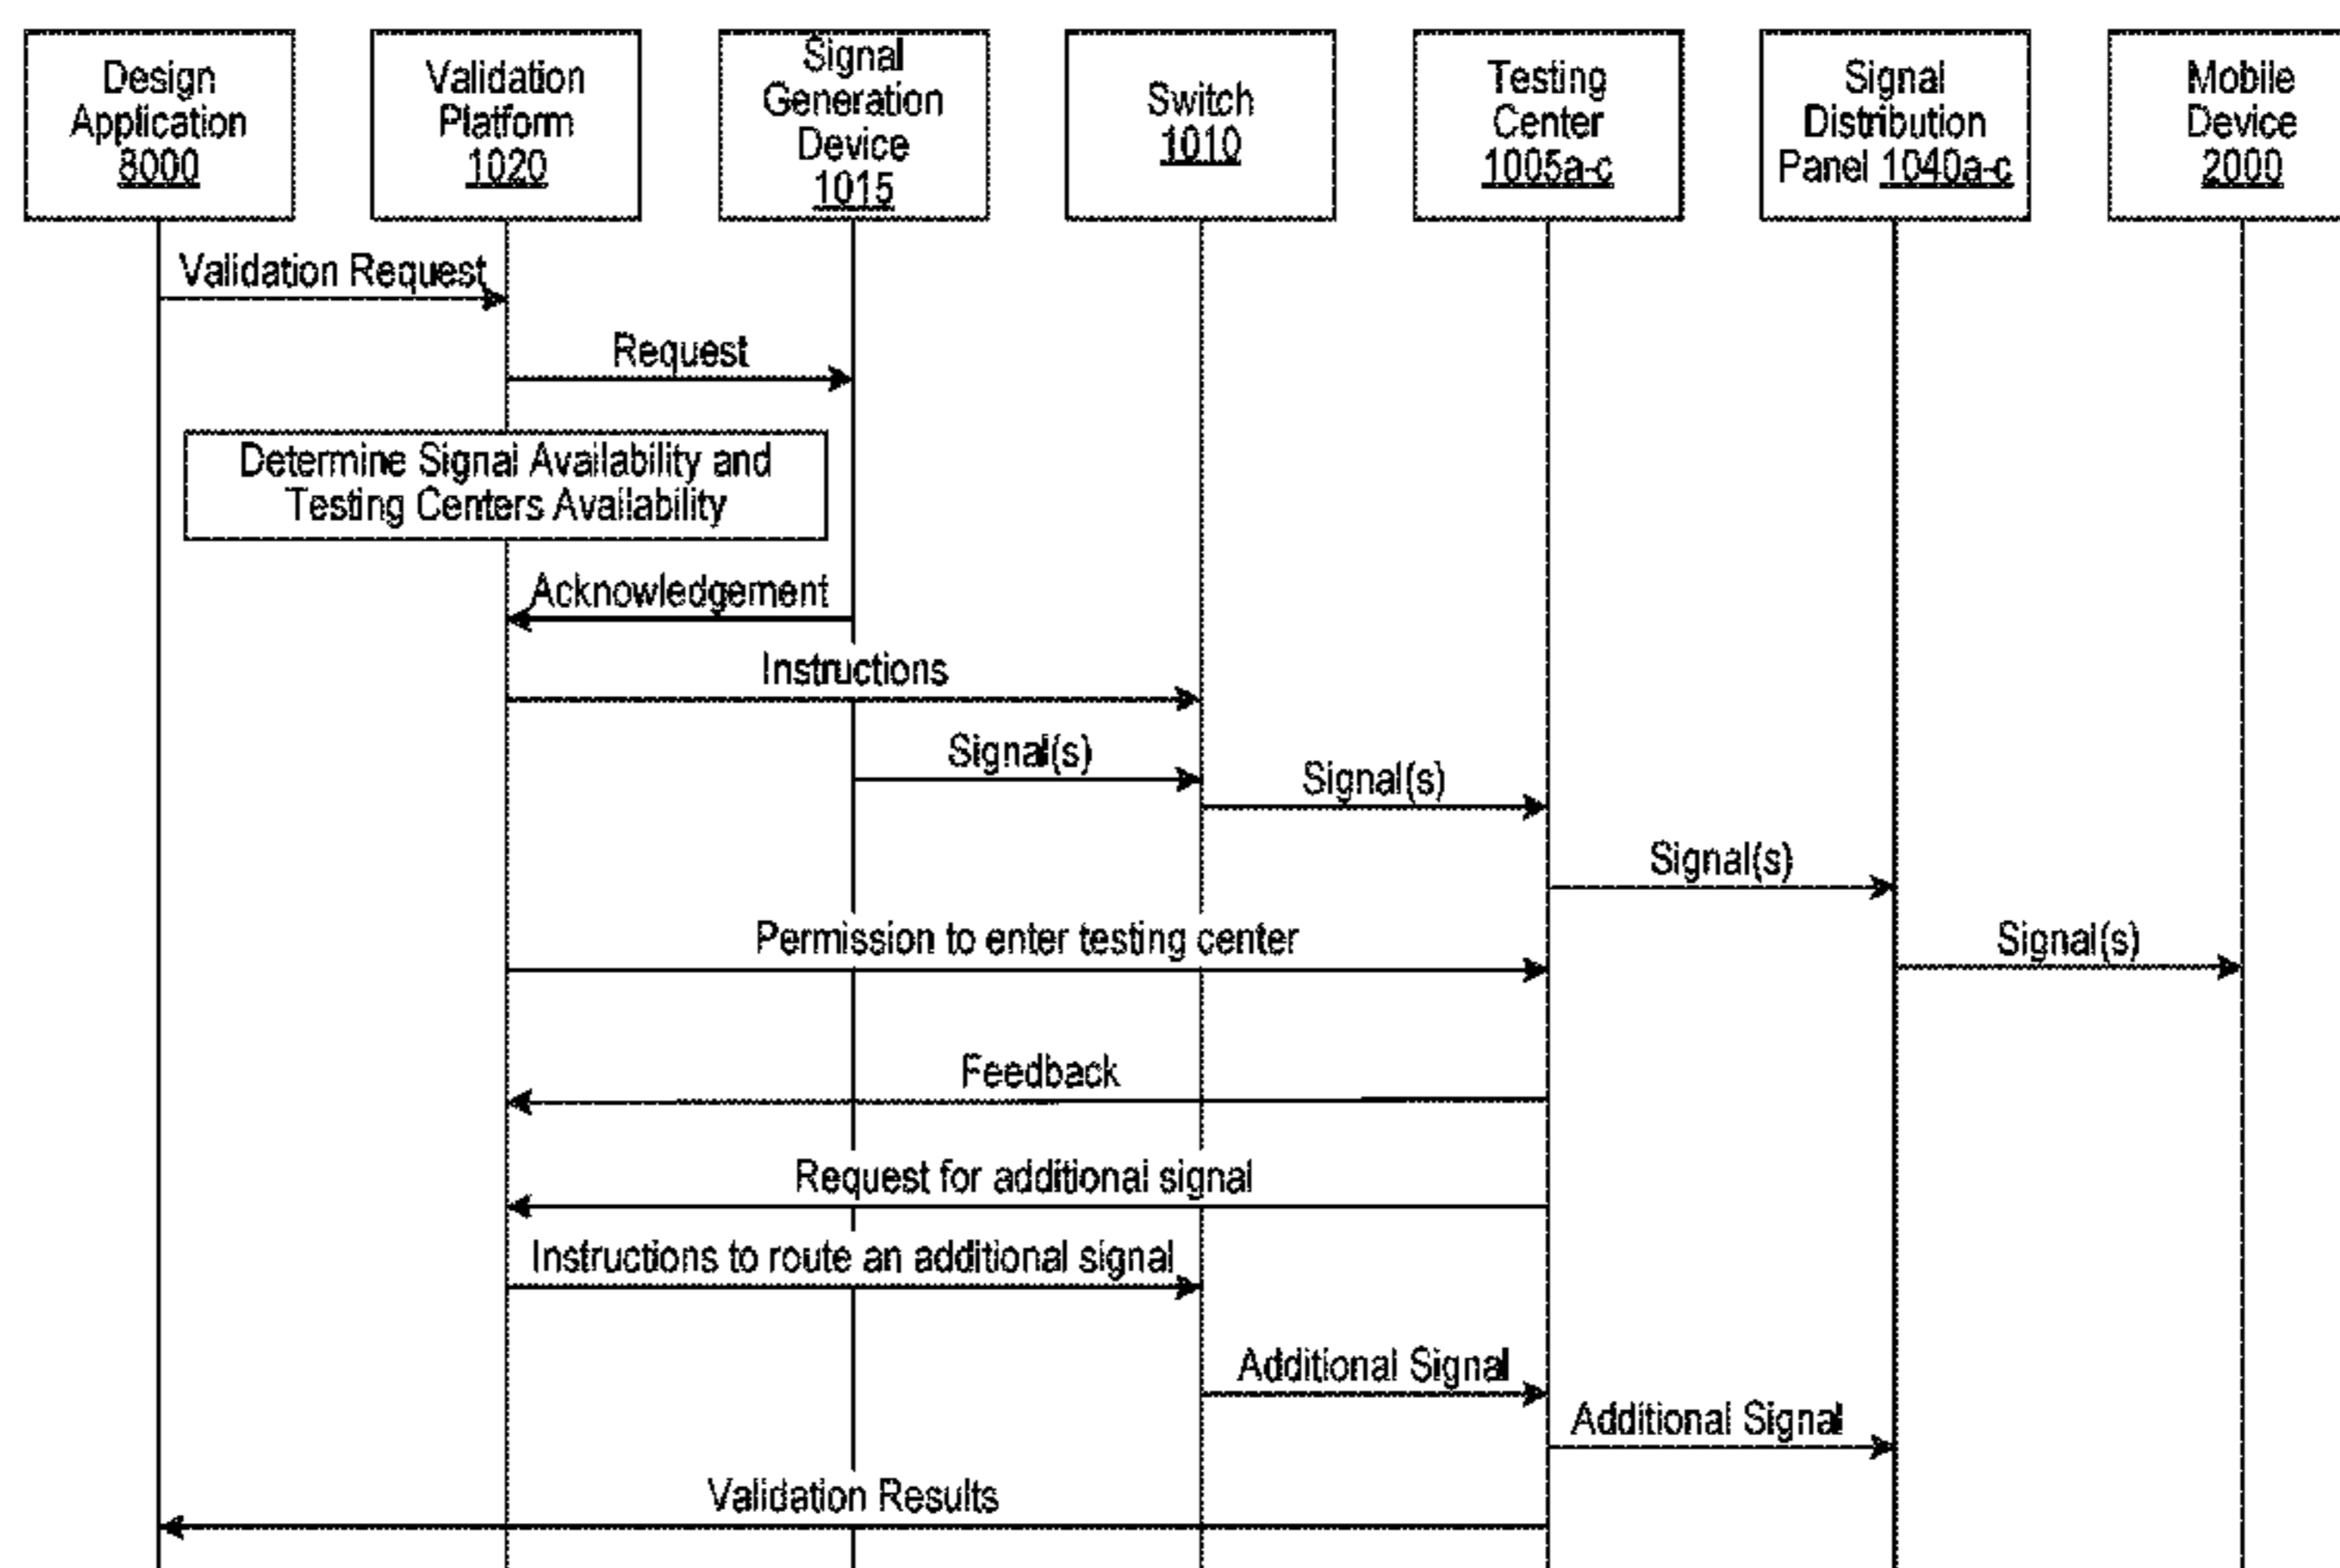 Design
Application
8000
Validation
Platform
1020
Signal
Generation
Device
1015
Switch
1010
Testing
Center
1005a-c
Signal
Distribution
Panel 1040a-c
Mobile
Device
2000
Validation Request
Request
Determine Signal Availability and
Testing Centers Availability
Acknowledgement
Instructions
Signal(s)
Signal(s)
Signal(s)
Permission to enter testing center
Signal(s)
Feedback
Request for additional signal
Instructions to route an additional signal
Additional Signal
Additional Signal
Validation Results